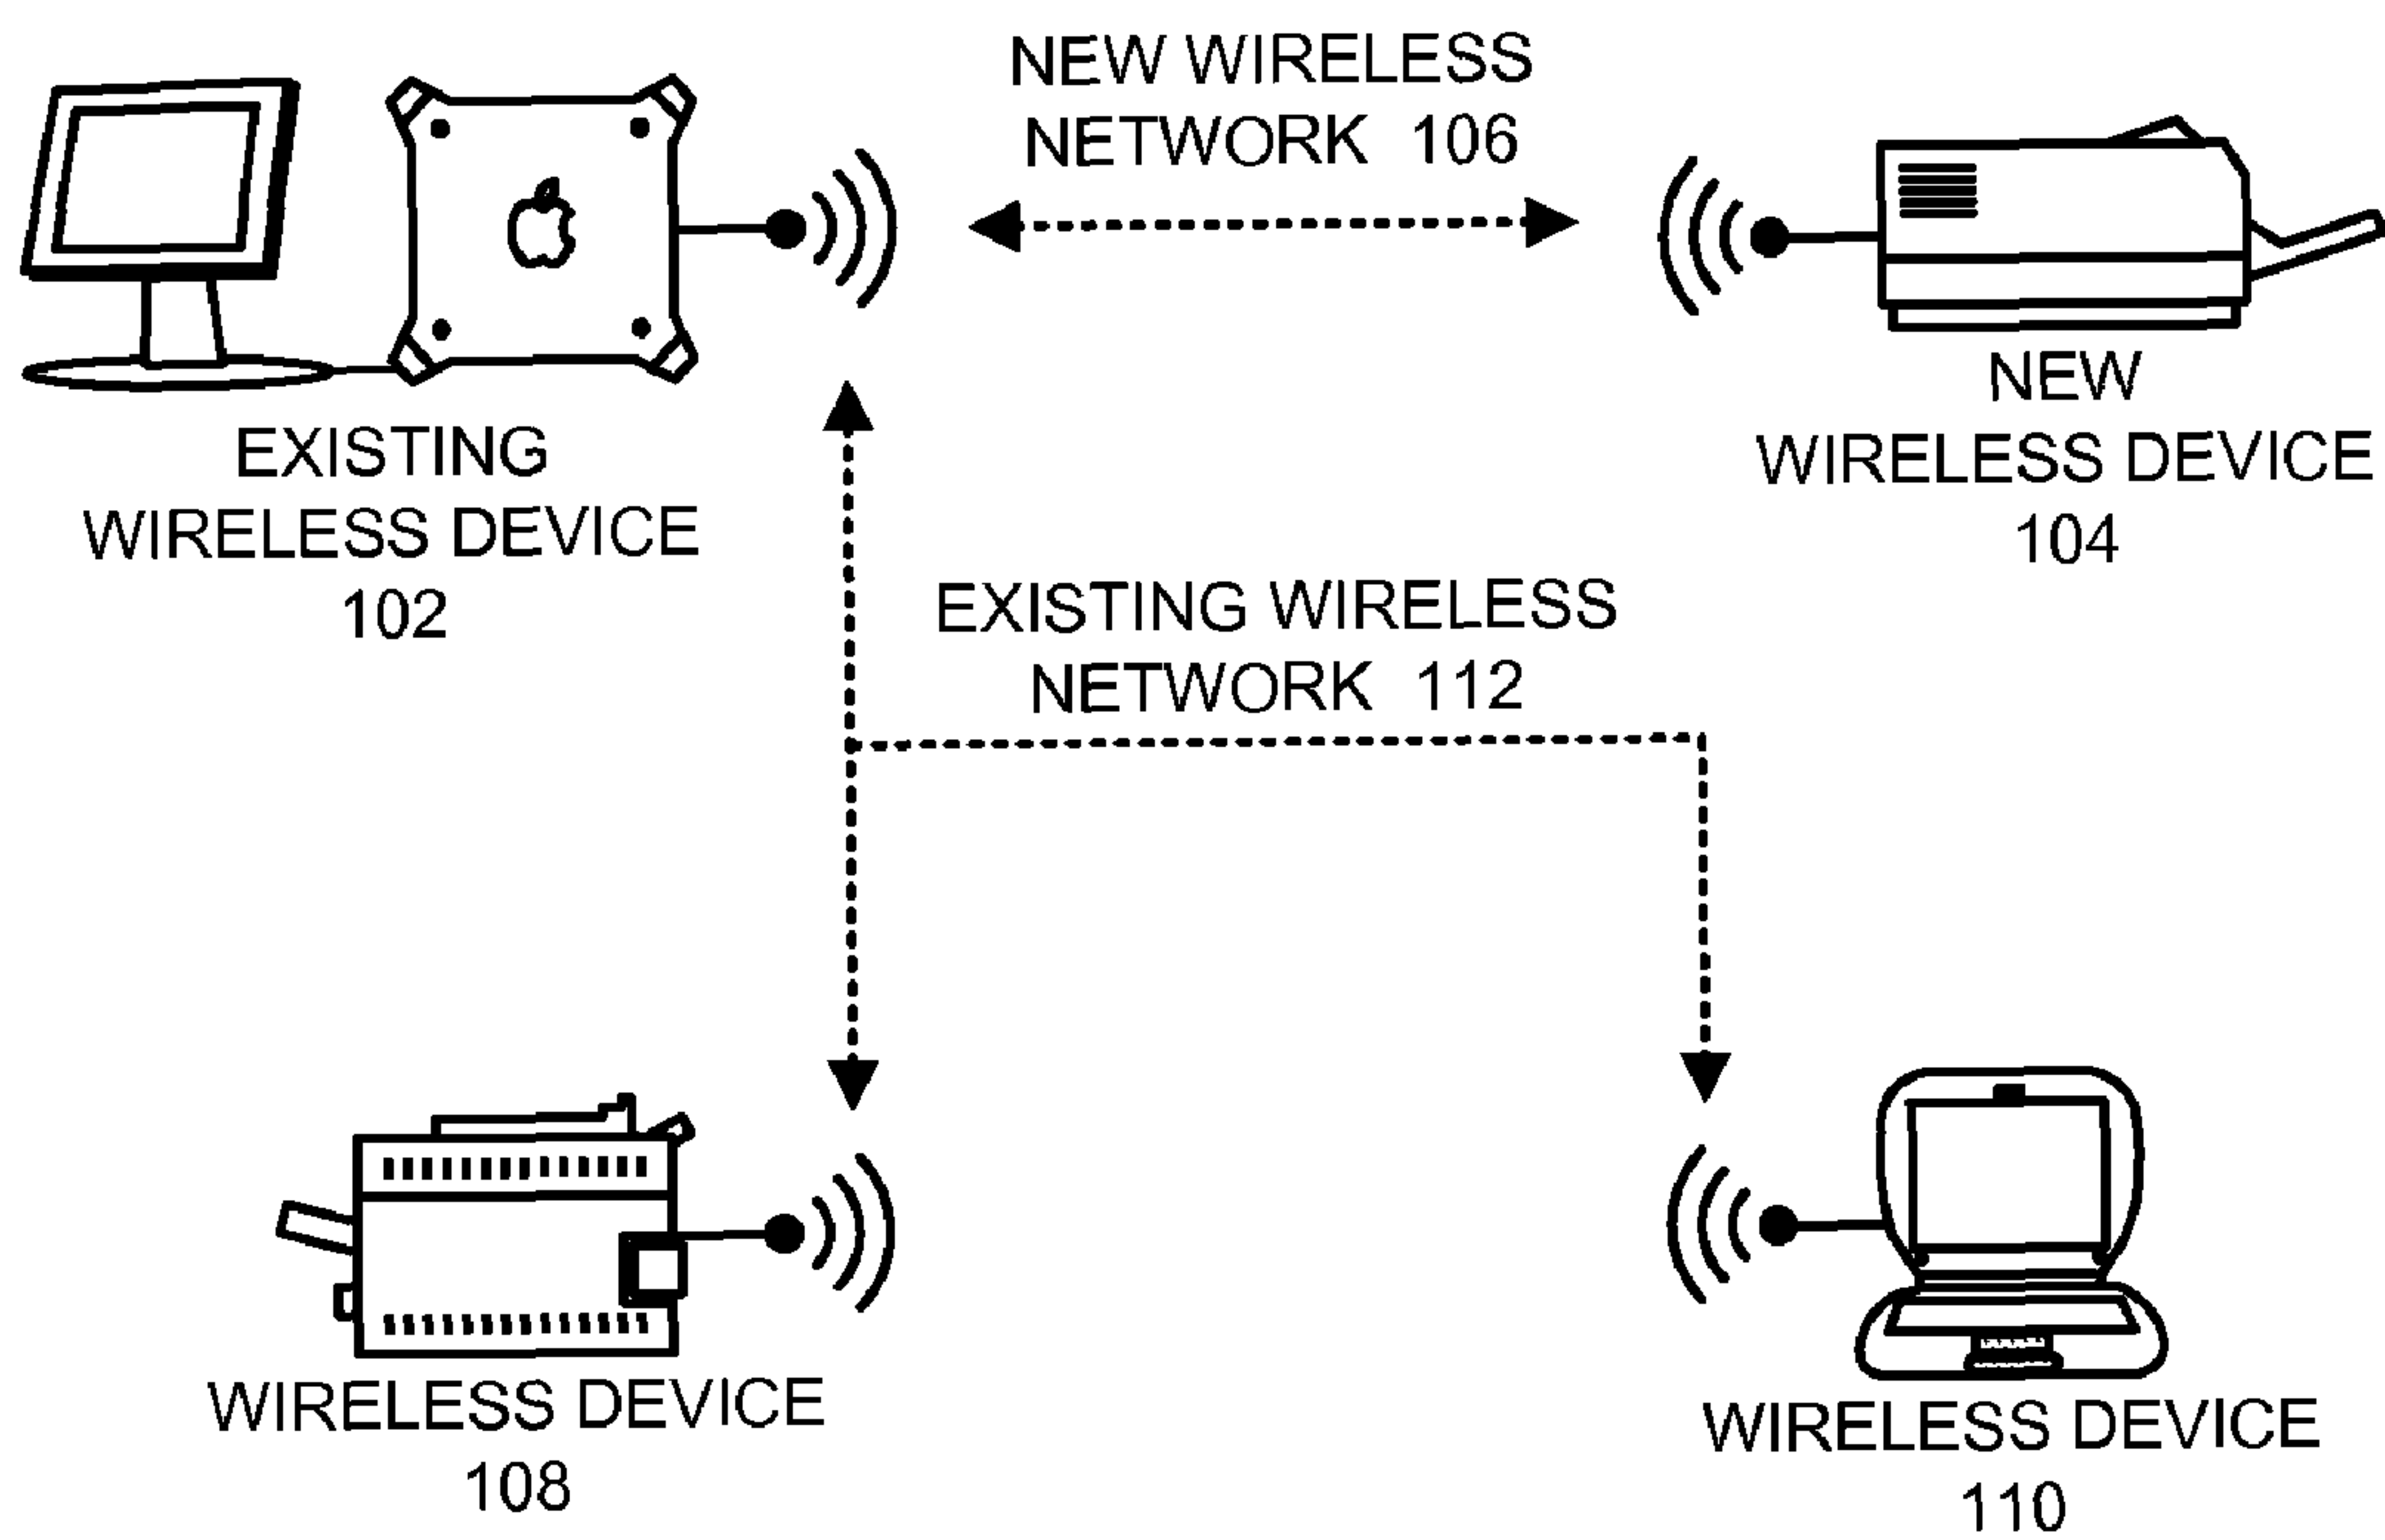 NEW WIRELESS
NETWORK 106
EXISTING
WIRELESS DEVICE
102
NEW
WIRELESS DEVICE
104
EXISTING WIRELESS
NETWORK 112
WIRELESS DEVICE
108
WIRELESS DEVICE
110